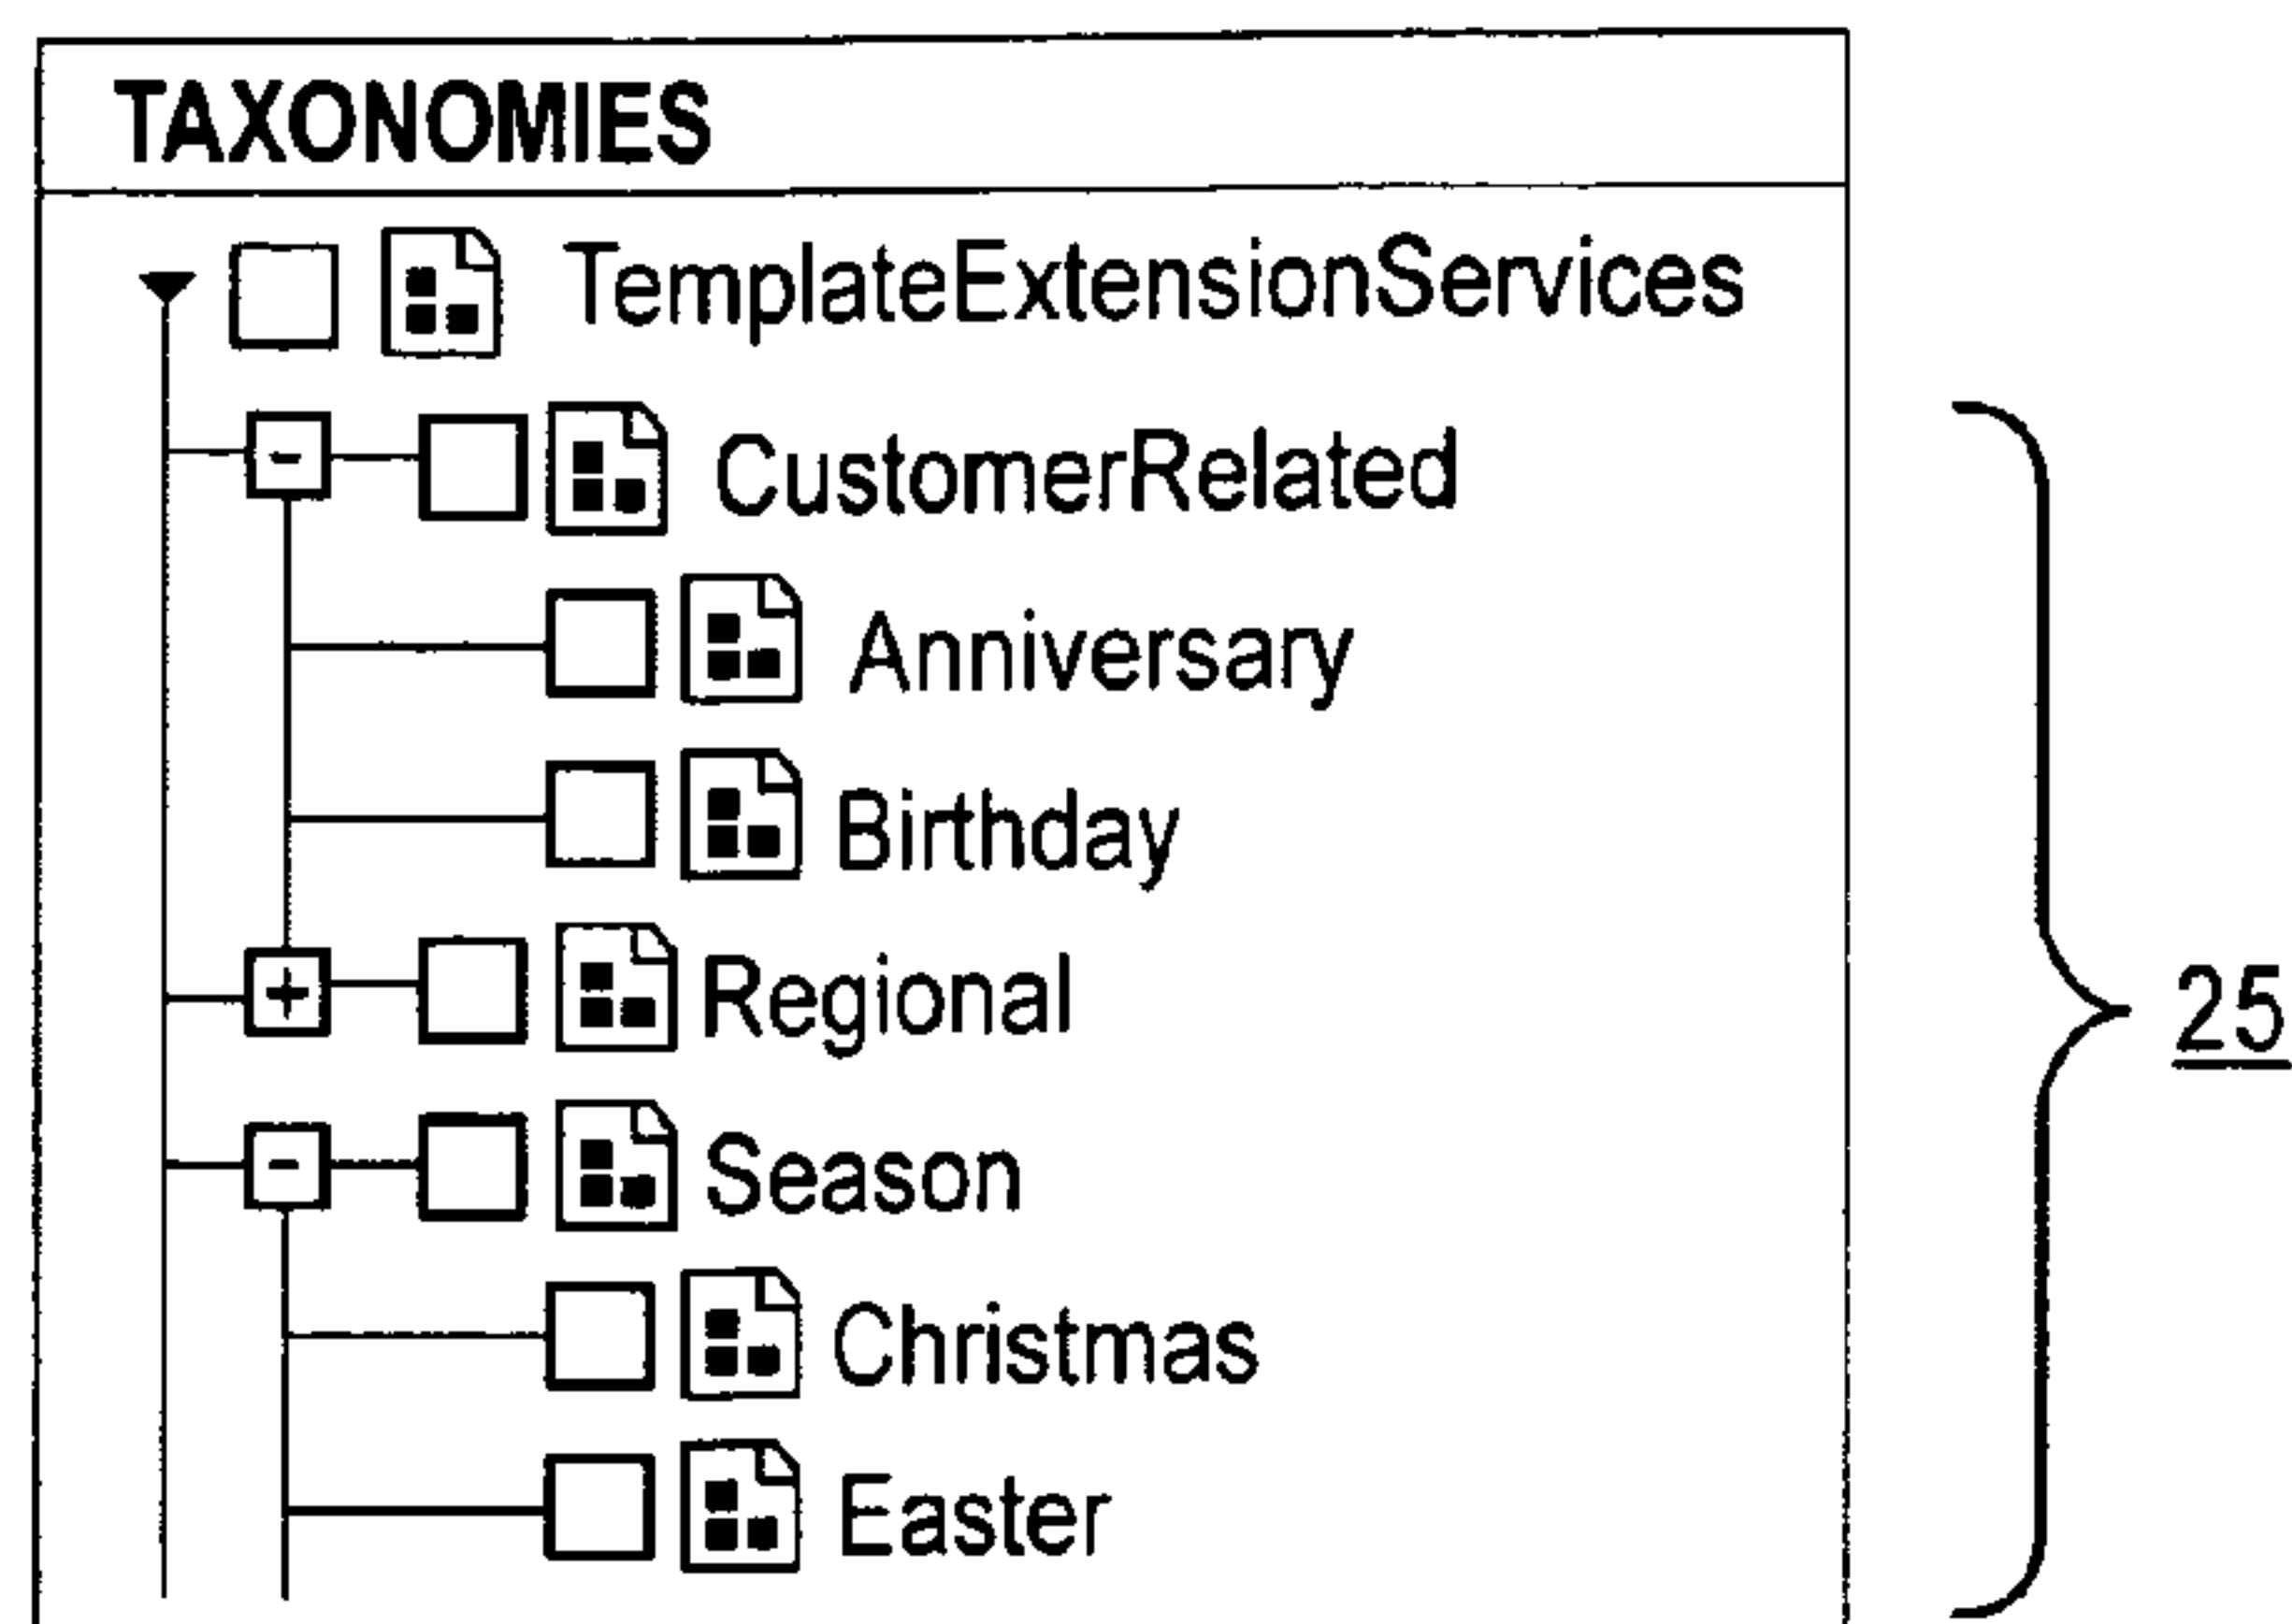 TAXONOMIES
TemplateExtensionServices
CustomerRelated
Anniversary
Birthday
Regional
25
Season
Christmas
Easter